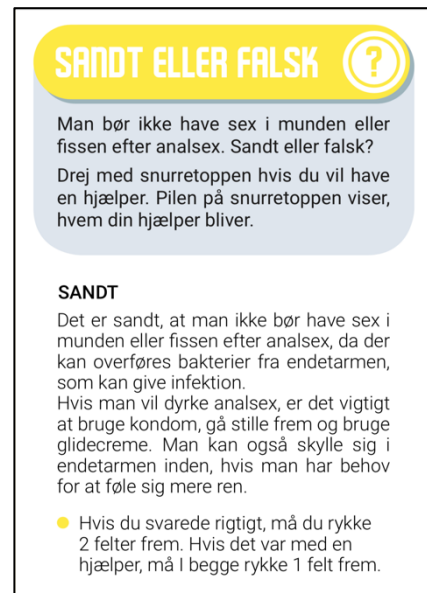 SANDT ELLER FALSK ?
Man bør ikke have sex i munden eller
fissen efter analsex. Sandt eller falsk?
Drej med snurretoppen hvis du vil have
en hjælper. Pilen på snurretoppen viser,
hvem din hjælper bliver.
SANDT
Det er sandt, at man ikke bør have sex i
munden eller fissen efter analsex, da der
kan overføres bakterier fra endetarmen,
som kan give infektion.
Hvis man vil dyrke analsex, er det vigtigt
at bruge kondom, gå stille frem og bruge
glidecreme. Man kan også skylle sig i
endetarmen inden, hvis man har behov
for at føle sig mere ren.
Hvis du svarede rigtigt, må du rykke
2 felter frem. Hvis det var med en
hjælper, må I begge rykke 1 felt frem.